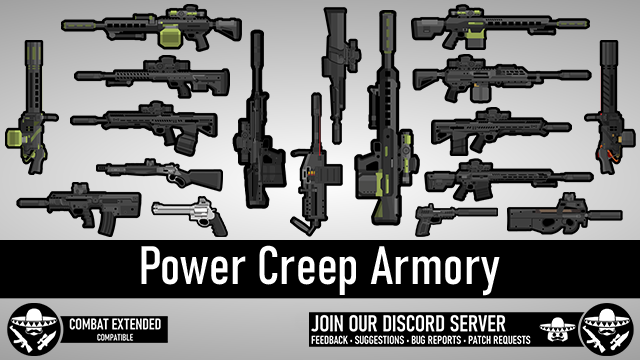 Power Creep Armory
COMBAT EXTENDED
COMPATIBLE
JOIN OUR DISCORD SERVER
FEEDBACK • SUGGESTIONS • BUG REPORTS • PATCH REQUESTS